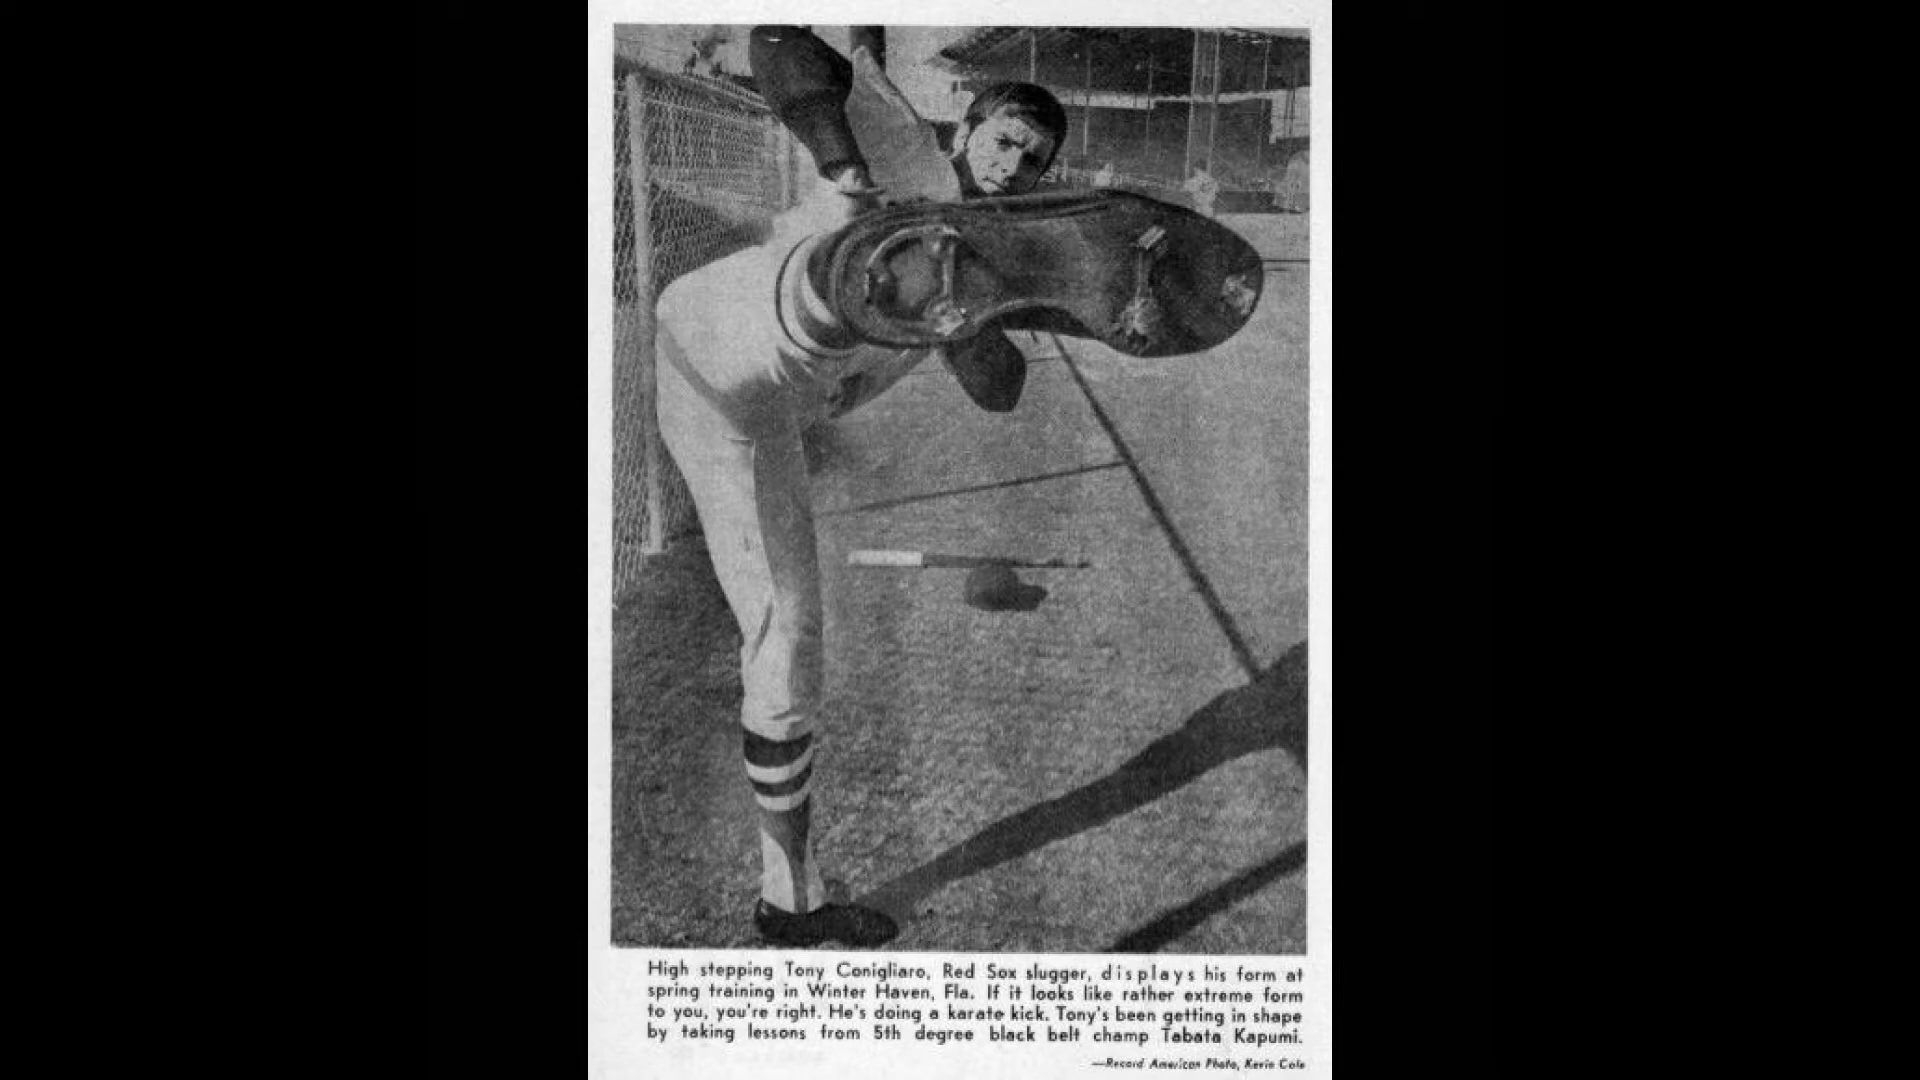 High stepping Tony Conigliaro, Red Sox slugger, displays his form at
spring training in Winter Haven, Fla. If it looks like rather extreme form
to you, you're right. He's doing a karate kick. Tony's been getting in shape
by taking lessons from 5th degree black belt champ Tabata Kapumi.
—Record American Photo, Kevin Cole